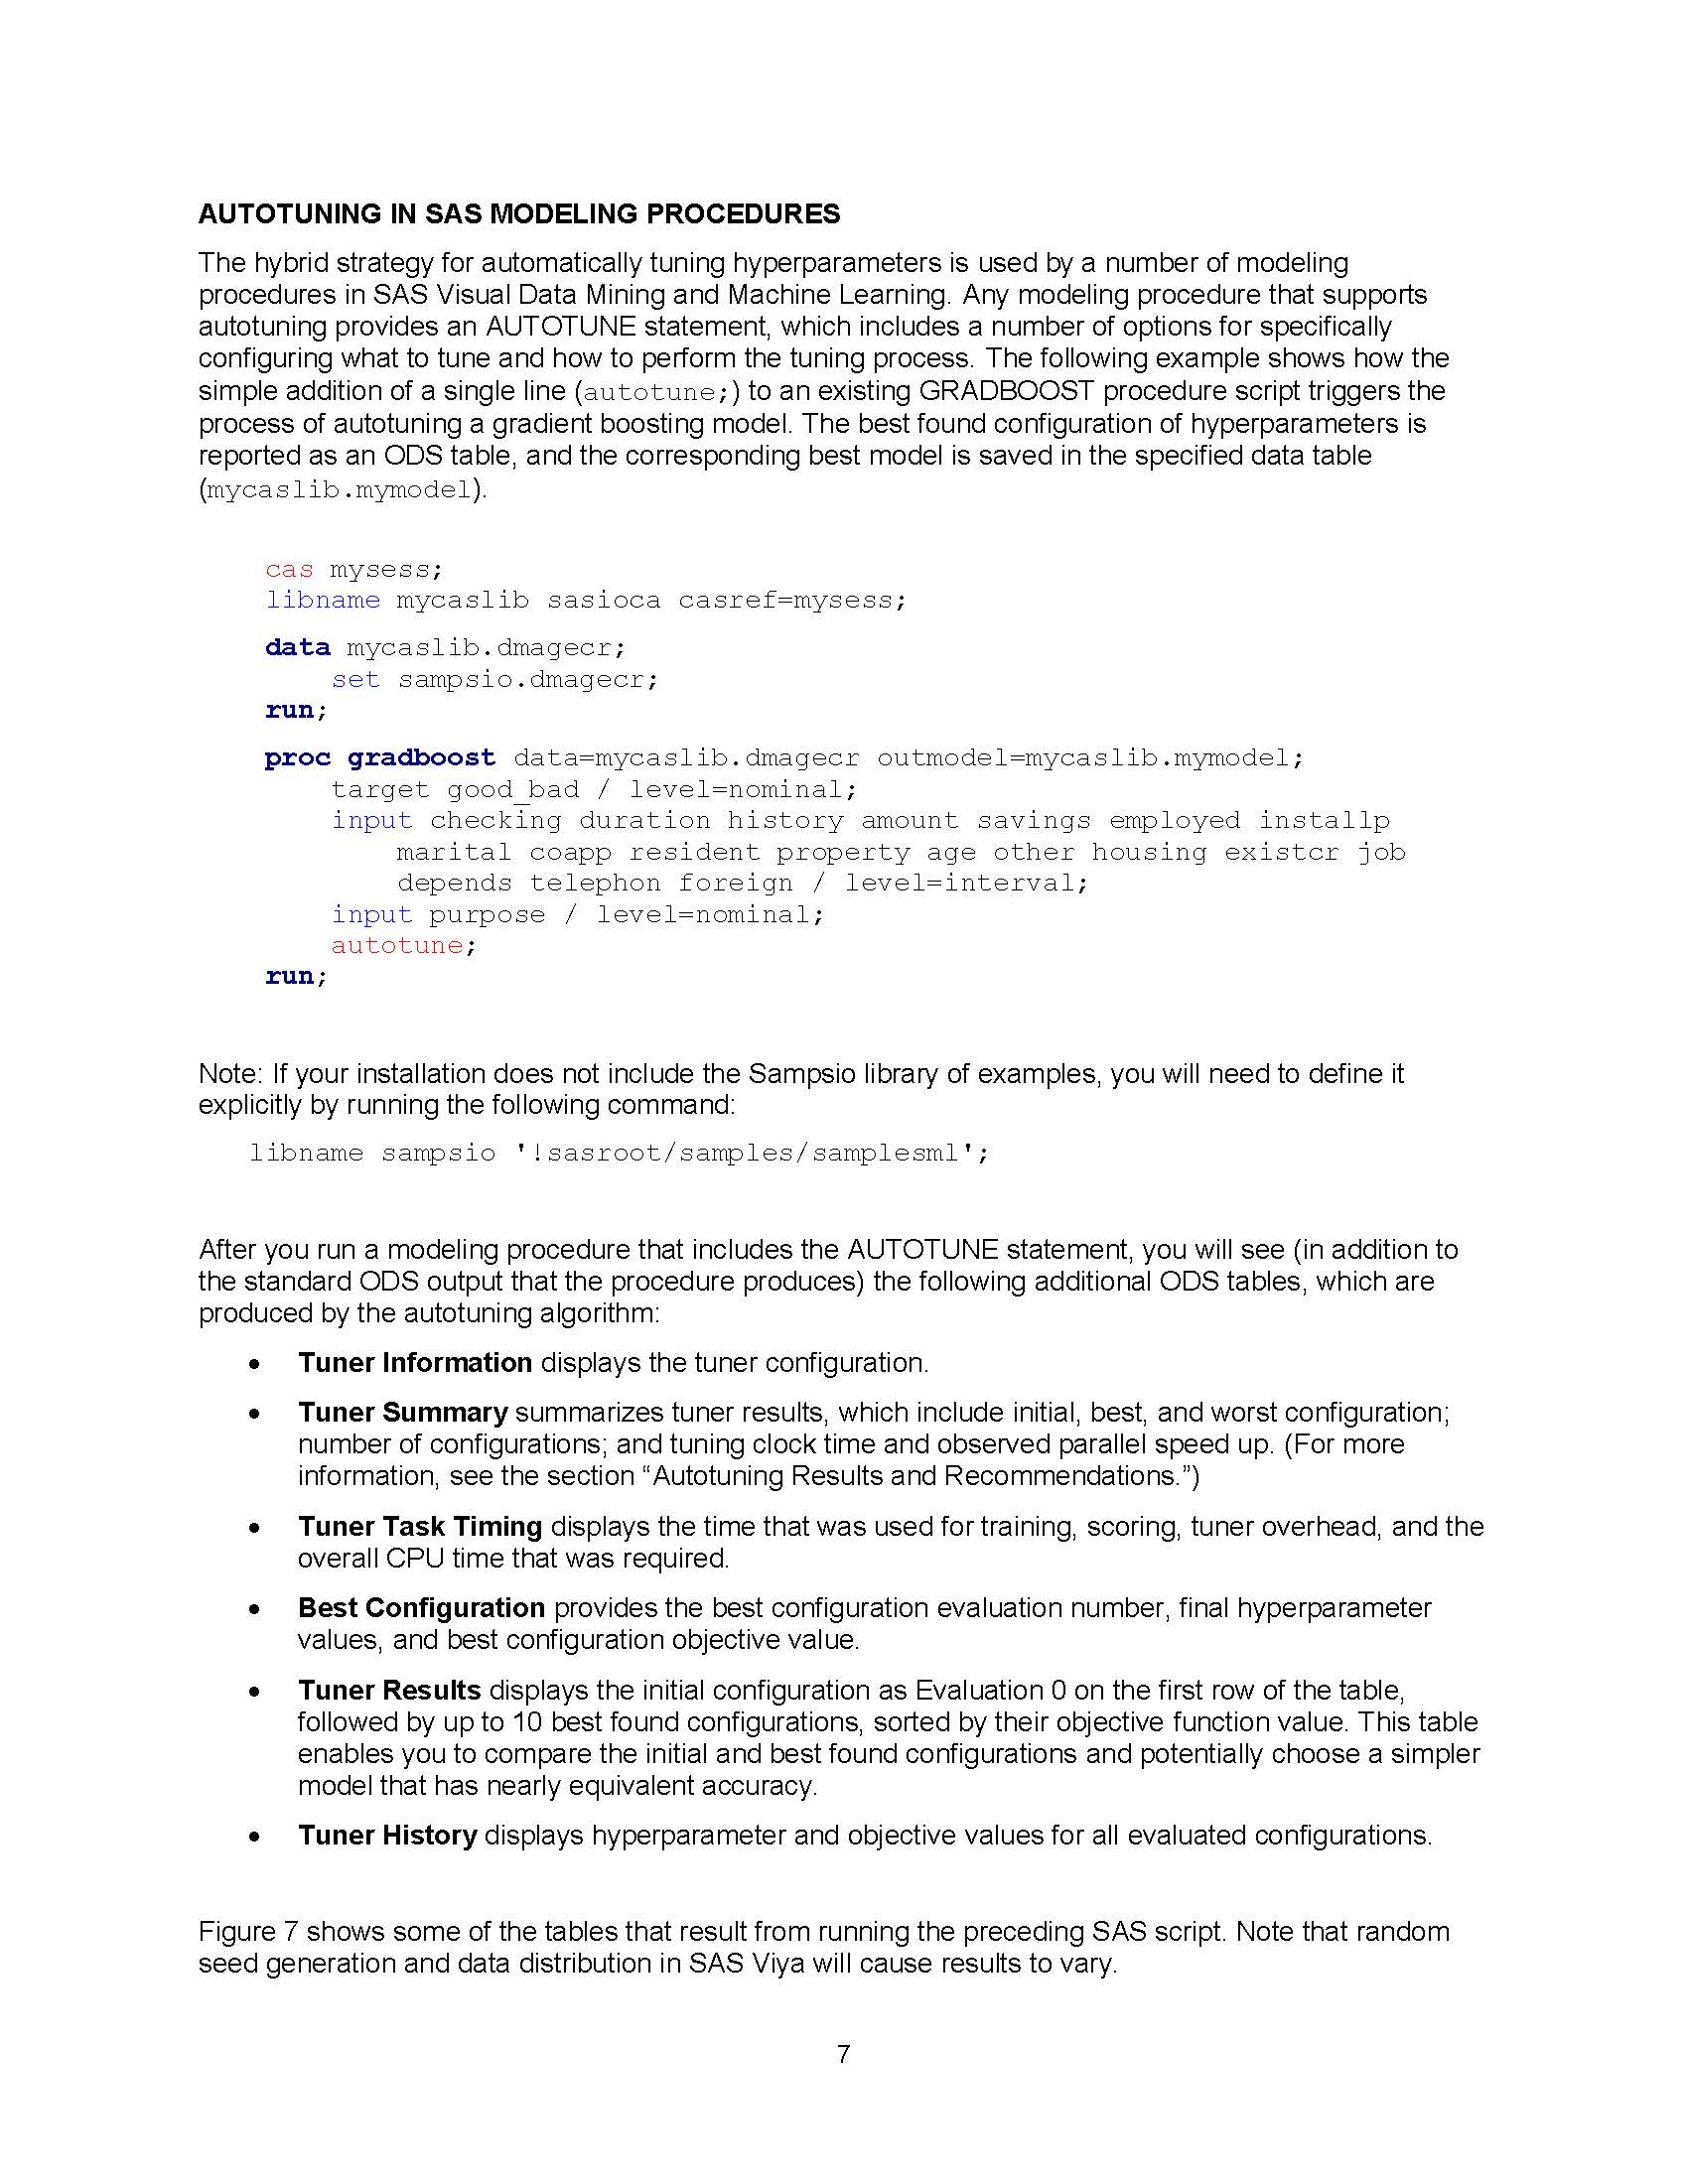 AUTOTUNING IN SAS MODELING PROCEDURES
The hybrid strategy for automatically tuning hyperparameters is used by a number of modeling
procedures in SAS Visual Data Mining and Machine Learning. Any modeling procedure that supports
autotuning provides an AUTOTUNE statement, which includes a number of options for specifically
configuring what to tune and how to perform the tuning process. The following example shows how the
simple addition of a single line (autotune;) to an existing GRADBOOST procedure script triggers the
process of autotuning a gradient boosting model. The best found configuration of hyperparameters is
reported as an ODS table, and the corresponding best model is saved in the specified data table
(mycaslib.mymodel).
cas mysess;
libname mycaslib sasioca casref=mysess;
data mycaslib.dmagecr;
set sampsio.dmagecr;
run;
proc gradboost data=mycaslib.dmagecr outmodel=mycaslib.mymodel;
target good_bad / level=nominal;
input checking duration history amount savings employed installp
marital coapp resident property age other housing existcr job
depends telephon foreign / level=interval;
input purpose / level=nominal;
autotune;
run;
Note: If your installation does not include the Sampsio library of examples, you will need to define it
explicitly by running the following command:
libname sampsio '!sasroot/samples/samplesml';
After you run a modeling procedure that includes the AUTOTUNE statement, you will see (in addition to
the standard ODS output that the procedure produces) the following additional ODS tables, which are
produced by the autotuning algorithm:
• Tuner Information displays the tuner configuration.
• Tuner Summary summarizes tuner results, which include initial, best, and worst configuration;
number of configurations; and tuning clock time and observed parallel speed up. (For more
information, see the section “Autotuning Results and Recommendations.”)
• Tuner Task Timing displays the time that was used for training, scoring, tuner overhead, and the
overall CPU time that was required.
• Best Configuration provides the best configuration evaluation number, final hyperparameter
values, and best configuration objective value.
• Tuner Results displays the initial configuration as Evaluation 0 on the first row of the table,
followed by up to 10 best found configurations, sorted by their objective function value. This table
enables you to compare the initial and best found configurations and potentially choose a simpler
model that has nearly equivalent accuracy.
• Tuner History displays hyperparameter and objective values for all evaluated configurations.
Figure 7 shows some of the tables that result from running the preceding SAS script. Note that random
seed generation and data distribution in SAS Viya will cause results to vary.
7